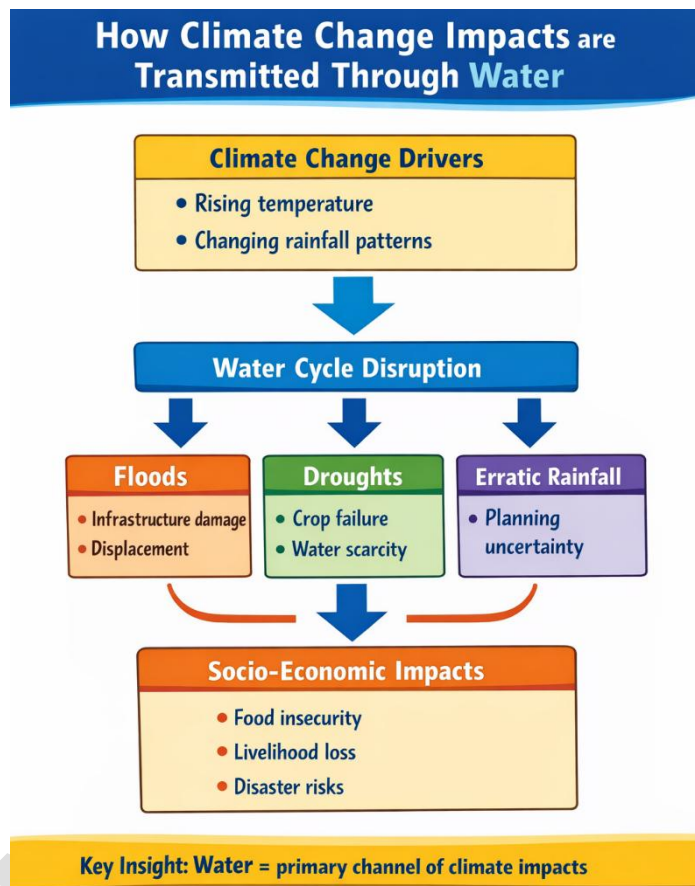 How Climate Change Impacts are
Transmitted Through Water
Climate Change Drivers
• Rising temperature
• Changing rainfall patterns
Water Cycle Disruption
Floods
• Infrastructure damage
• Displacement
Droughts
• Crop failure
• Water scarcity
Erratic Rainfall
• Planning
uncertainty
Socio-Economic Impacts
• Food insecurity
• Livelihood loss
• Disaster risks
Key Insight: Water = primary channel of climate impacts